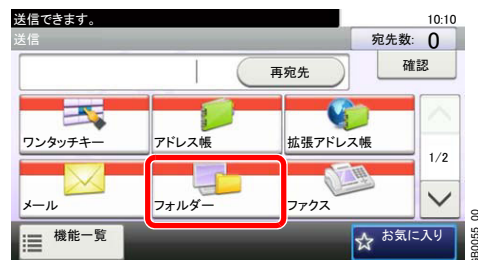 送信できます。
10:10
送信
宛先数: 0
再宛先
確認
ワンタッチキー
アドレス帳
拡張アドレス帳
1/2
メール
フォルダー
ファクス
機能一覧
お気に入り
GB0055_00